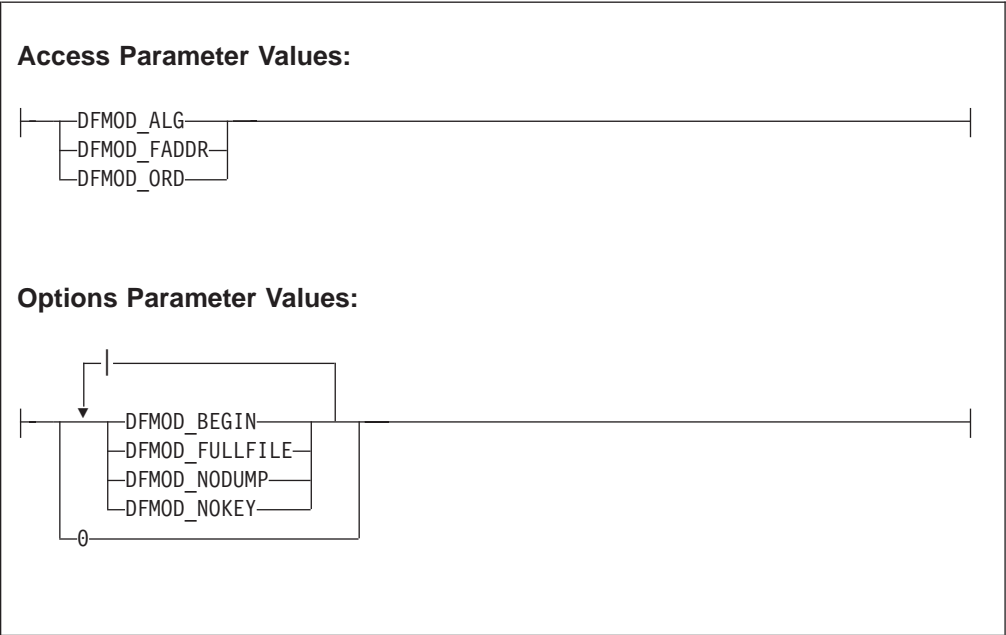 Access Parameter Values:
DFMOD_ALG
DFMOD_FADDR
DFMOD_ORD
Options Parameter Values:
|
DFMOD_BEGIN
DFMOD_FULLFILE
DFMOD_NODUMP
DFMOD_NOKEY
0